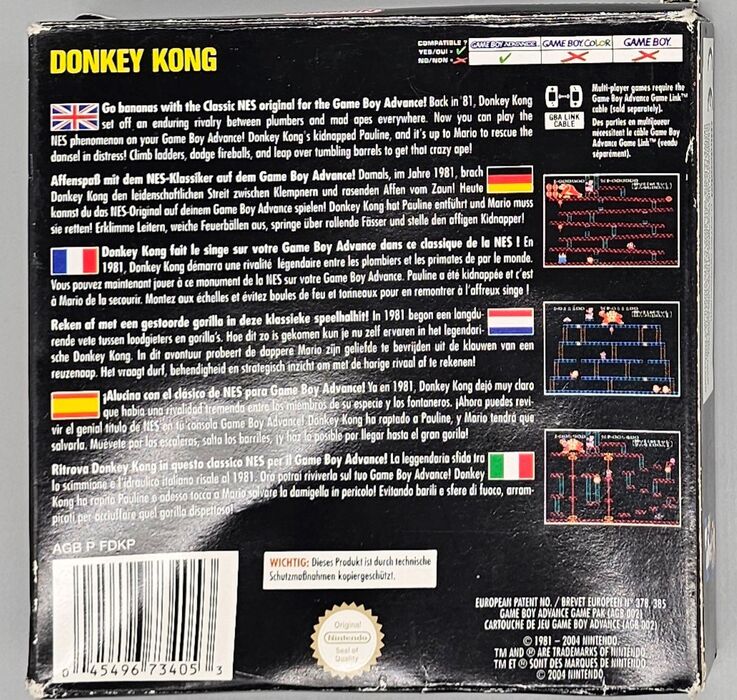 DONKEY KONG
COMPATIBLE ?
YES/OUI •
NO/NON •
GAME BOY ADVANCE
GAME BOY COLOR
GAME BOY
Go bananas with the Classic NES original for the Game Boy Advance! Back in '81, Donkey Kong
set off an enduring rivalry between plumbers and mad apes everywhere. Now you can play the
NES phenomenon on your Game Boy Advance! Donkey Kong's kidnapped Pauline, and it's up to Mario to rescue the
damsel in distress! Climb ladders, dodge fireballs, and leap over tumbling barrels to get that crazy ape!
GBA LINK
CABLE
Multi-player games require the
Game Boy Advance Game Link™
cable (sold separately).
Des parties en multijoueur
nécessitent le câble Game Boy
Advance Game Link™ (vendu
séparément).
Affenspaß mit dem NES-Klassiker auf dem Game Boy Advance! Damals, im Jahre 1981, brach
Donkey Kong den leidenschaftlichen Streit zwischen Klempnern und rasenden Affen vom Zaun! Heute
kannst du das NES-Original auf deinem Game Boy Advance spielen! Donkey Kong hat Pauline entführt und Mario muss
sie retten! Erklimme Leitern, weiche Feuerbällen aus, springe über rollende Fässer und stelle den affigen Kidnapper!
Donkey Kong fait le singe sur votre Game Boy Advance dans ce classique de la NES ! En
1981, Donkey Kong démarra une rivalité légendaire entre les plombiers et les primates de par le monde.
Vous pouvez maintenant jouer à ce monument de la NES sur votre Game Boy Advance. Pauline a été kidnappée et c'est
à Mario de la secourir. Montez aux échelles et évitez boules de feu et tonneaux pour en remontrer à l'affreux singe !
Reken af met een gestoorde gorilla in deze klassieke speelhalhit! In 1981 begon een langdu-
rende vete tussen loodgieters en gorilla's. Hoe dit zo is gekomen kun je nu zelf ervaren in het legendari-
sche Donkey Kong. In dit avontuur probeert de dappere Mario zijn geliefde te bevrijden uit de klauwen van een
reuzenaap. Het vraagt durf, behendigheid en strategisch inzicht om met de harige rivaal af te rekenen!
¡Alucina con el clásico de NES para Game Boy Advance! Ya en 1981, Donkey Kong dejó muy claro
que había una rivalidad tremenda entre los miembros de su especie y los fontaneros. ¡Ahora puedes revi-
vir el genial título de NES en tu consola Game Boy Advance! Donkey Kong ha raptado a Pauline, y Mario tendrá que
salvarla. Muévete por las escaleras, salta los barriles, ¡y haz lo posible por llegar hasta el gran gorila!
Ritrova Donkey Kong in questo classico NES per il Game Boy Advance! La leggendaria sfida tra
lo scimmione e l'idraulico italiano risale al 1981. Ora potrai riviverla sul tuo Game Boy Advance! Donkey
Kong ha rapito Pauline e adesso tocca a Mario salvare la damigella in pericolo! Evitando barili e sfere di fuoco, arram-
picati per acciuffare quel gorilla dispettoso!
AGB P FDKP
WICHTIG: Dieses Produkt ist durch technische
Schutzmaßnahmen kopiergeschützt.
0 45496 73405 3
Original
Nintendo
Seal of
Quality
EUROPEAN PATENT NO. / BREVET EUROPEEN N° 378, 385
GAME BOY ADVANCE GAME PAK (AGB-002)
CARTOUCHE DE JEU GAME BOY ADVANCE (AGB-002)
© 1981 – 2004 NINTENDO.
TM AND ® ARE TRADEMARKS OF NINTENDO.
TM ET ® SONT DES MARQUES DE NINTENDO.
© 2004 NINTENDO.